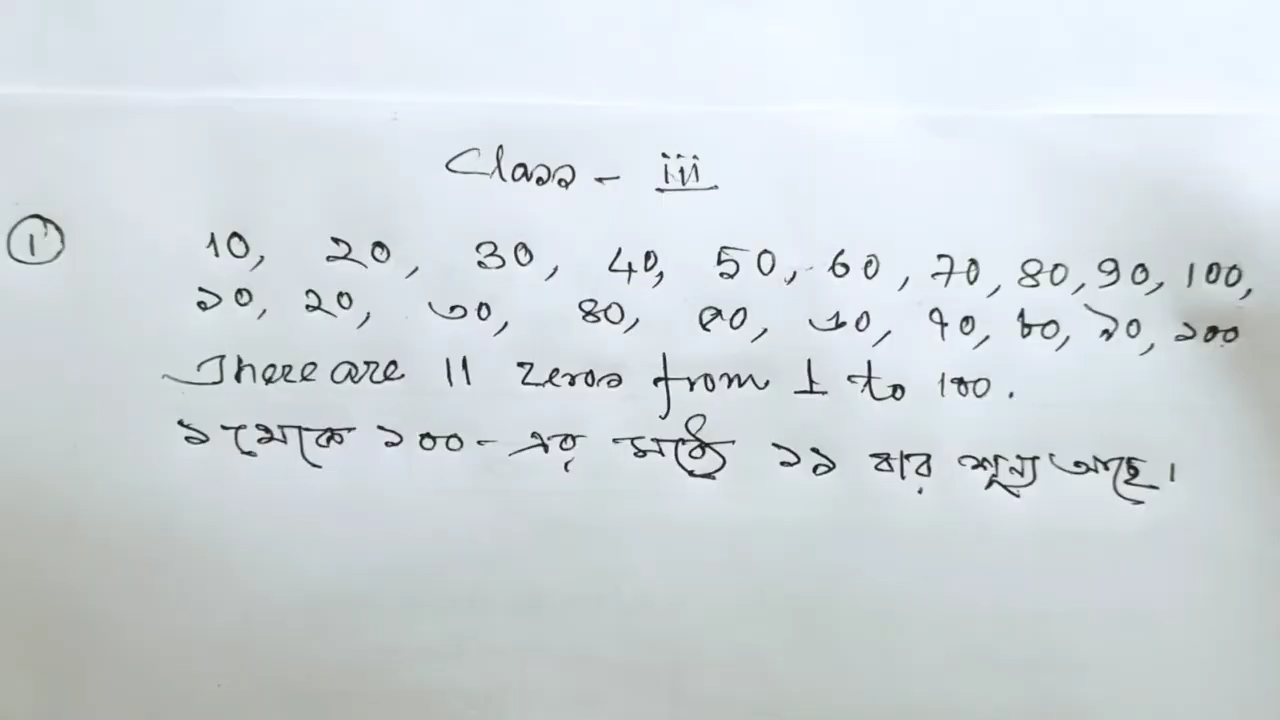 Class - iii
① 10, 20, 30, 40, 50, 60, 70, 80, 90, 100,
১০, ২০, ৩০, ৪০, ৫০, ৬০, ৭০, ৮০, ৯০, ১০০
There are 11 zeros from 1 to 100.
১ থেকে ১০০-এর মধ্যে ১১ বার শূন্য আছে।